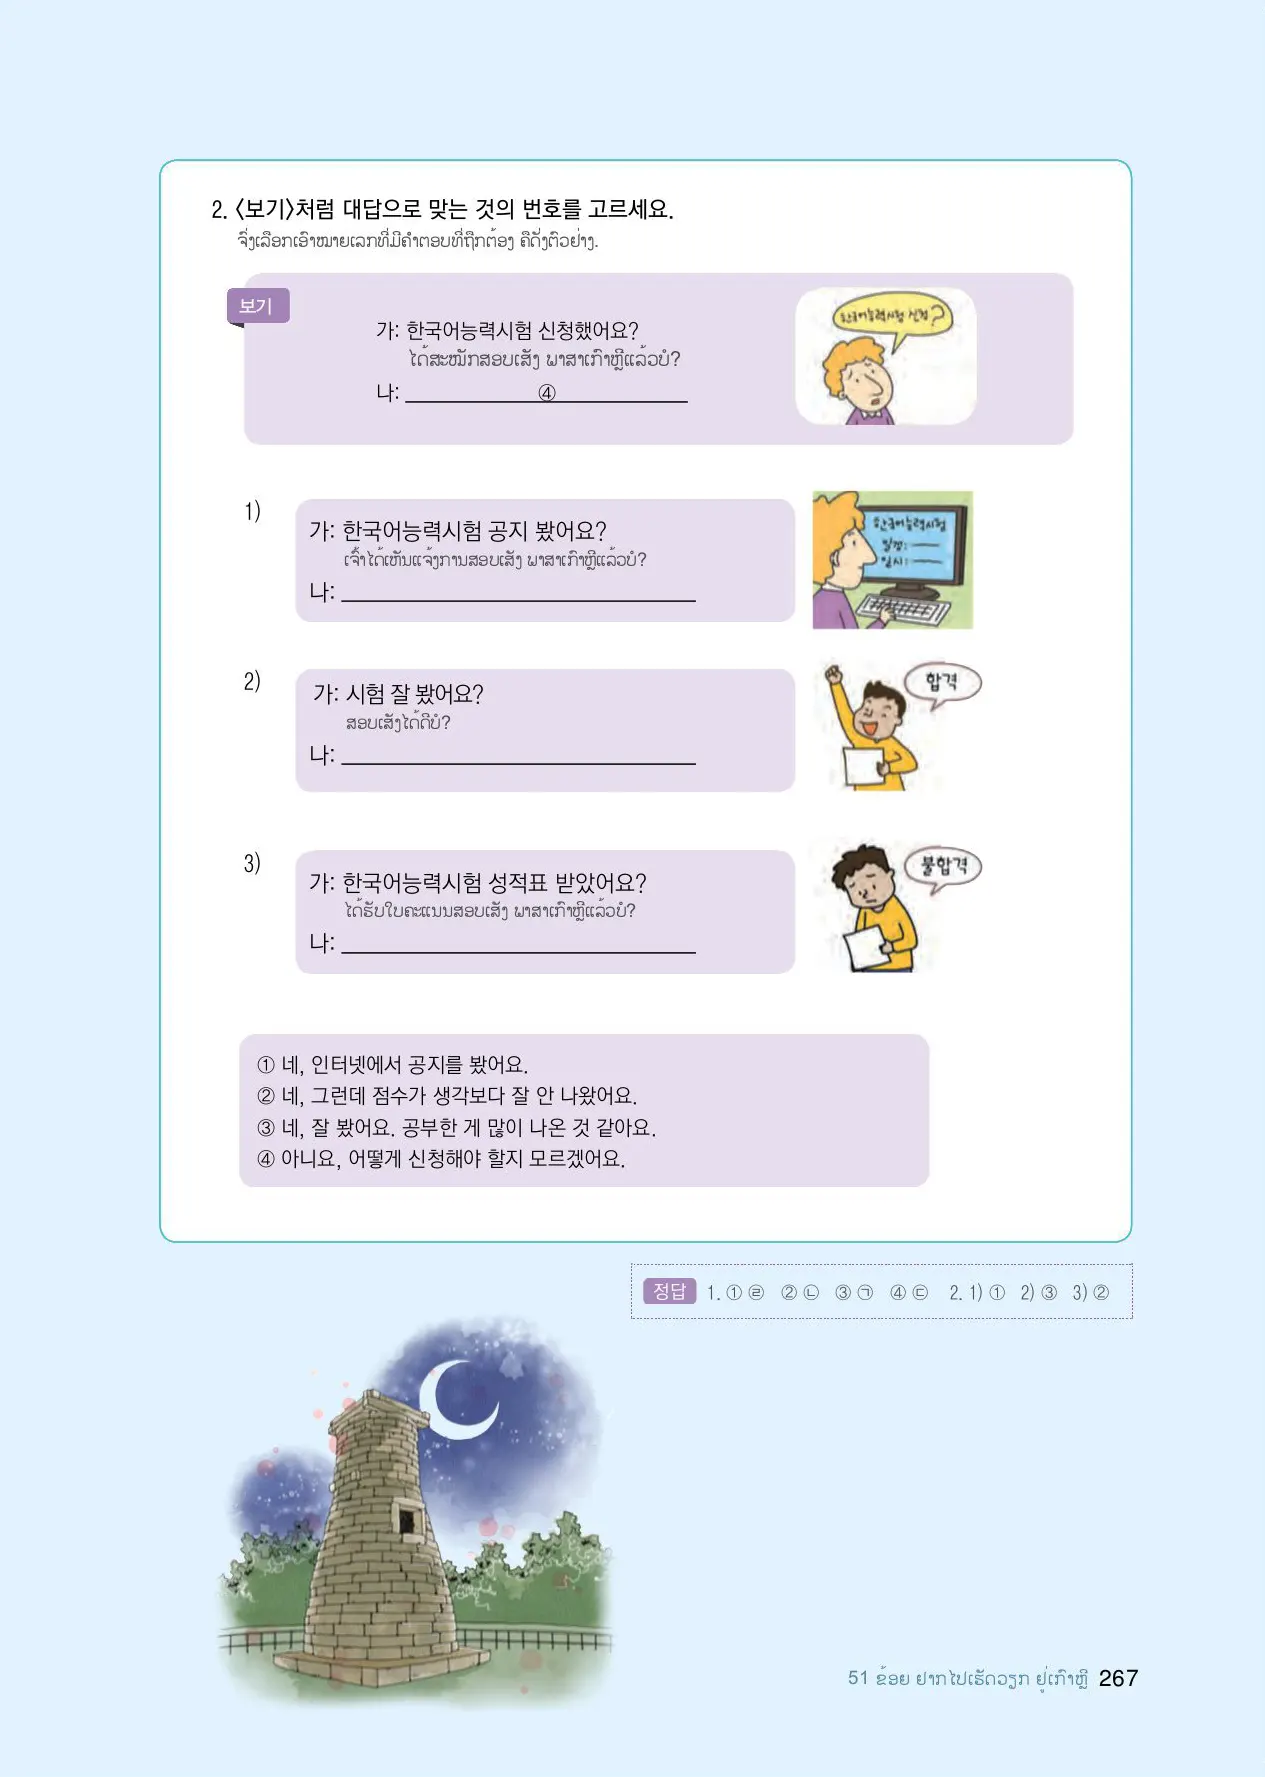 2. 〈보기〉처럼 대답으로 맞는 것의 번호를 고르세요.
ຈົ່ງເລືອກເອົາໝາຍເລກທີ່ມີຄຳຕອບທີ່ຖືກຕ້ອງ ຄືດັ່ງຕົວຢ່າງ.
보기
가: 한국어능력시험 신청했어요?
ໄດ້ສະໝັກສອບເສັງ ພາສາເກົາຫຼີແລ້ວບໍ?
나: ④
한국어능력시험 신청?
1)
가: 한국어능력시험 공지 봤어요?
ເຈົ້າໄດ້ເຫັນແຈ້ງການສອບເສັງ ພາສາເກົາຫຼີແລ້ວບໍ?
나:
한국어능력시험
일정:
일시:
2)
가: 시험 잘 봤어요?
ສອບເສັງໄດ້ດີບໍ?
나:
합격
3)
가: 한국어능력시험 성적표 받았어요?
ໄດ້ຮັບໃບຄະແນນສອບເສັງ ພາສາເກົາຫຼີແລ້ວບໍ?
나:
불합격
① 네, 인터넷에서 공지를 봤어요.
② 네, 그런데 점수가 생각보다 잘 안 나왔어요.
③ 네, 잘 봤어요. 공부한 게 많이 나온 것 같아요.
④ 아니요, 어떻게 신청해야 할지 모르겠어요.
정답 1. ① ㉣ ② ㉡ ③ ㉠ ④ ㉢ 2. 1) ① 2) ③ 3) ②
51 ຂ້ອຍ ຢາກໄປເຮັດວຽກ ຢູ່ເກົາຫຼີ 267